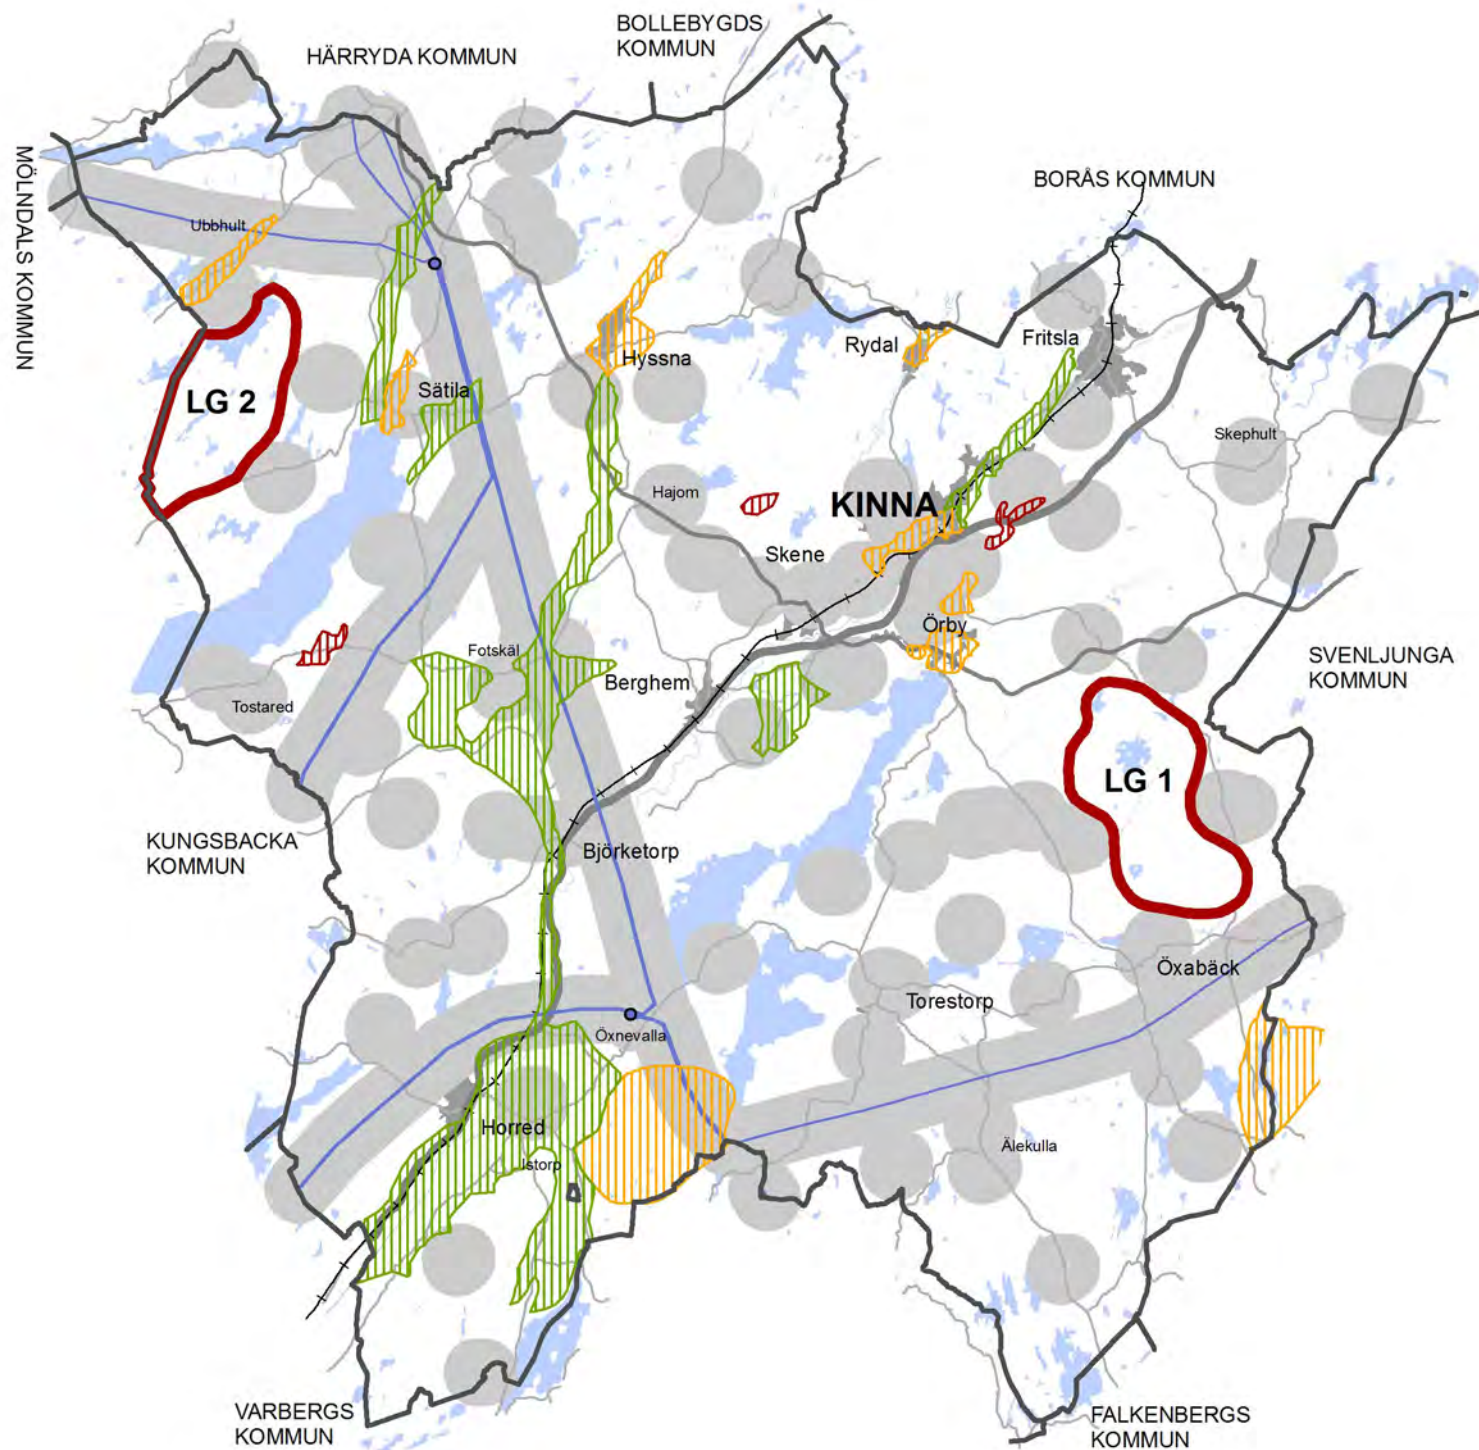 BOLLEBYGDS
KOMMUN
HÄRRYDA KOMMUN
MÖLNDALS KOMMUN
BORÅS KOMMUN
Ubbhult
Fritsla
Rydal
Hyssna
Sätila
LG 2
Skephult
Hajom
KINNA
Skene
Örby
Fotskäl
SVENLJUNGA
KOMMUN
Berghem
Tostared
LG 1
KUNGSBACKA
KOMMUN
Björketorp
Öxabäck
Torestorp
Öxnevalla
Horred
Älekulla
Istorp
VARBERGS
KOMMUN
FALKENBERGS
KOMMUN